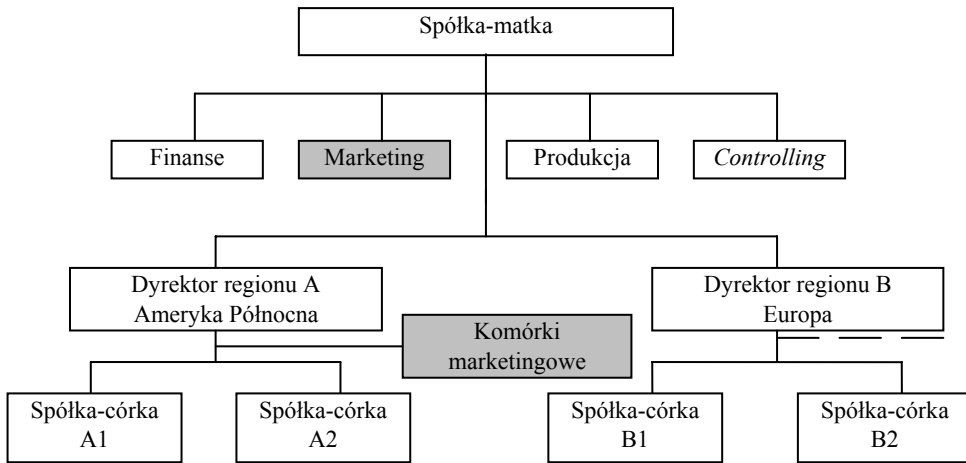 Spółka-matka
Finanse
Marketing
Produkcja
Controlling
Dyrektor regionu A
Ameryka Północna
Dyrektor regionu B
Europa
Komórki
marketingowe
Spółka-córka
A1
Spółka-córka
A2
Spółka-córka
B1
Spółka-córka
B2